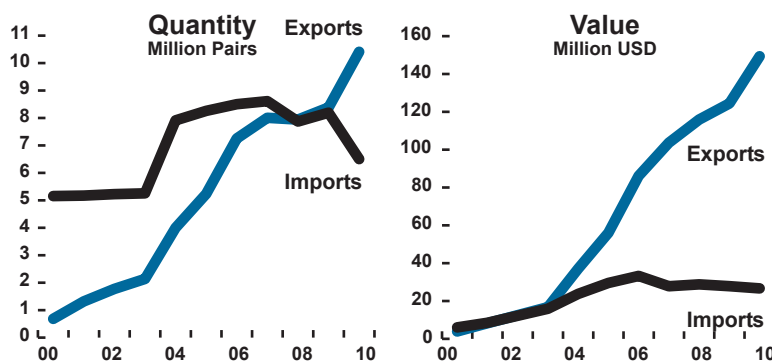 Quantity
Million Pairs
Exports
Imports
11
10
9
8
7
6
5
4
3
2
1
0
00 02 04 06 08 10
Value
Million USD
Exports
Imports
160
140
120
100
80
60
40
20
0
00 02 04 06 08 10